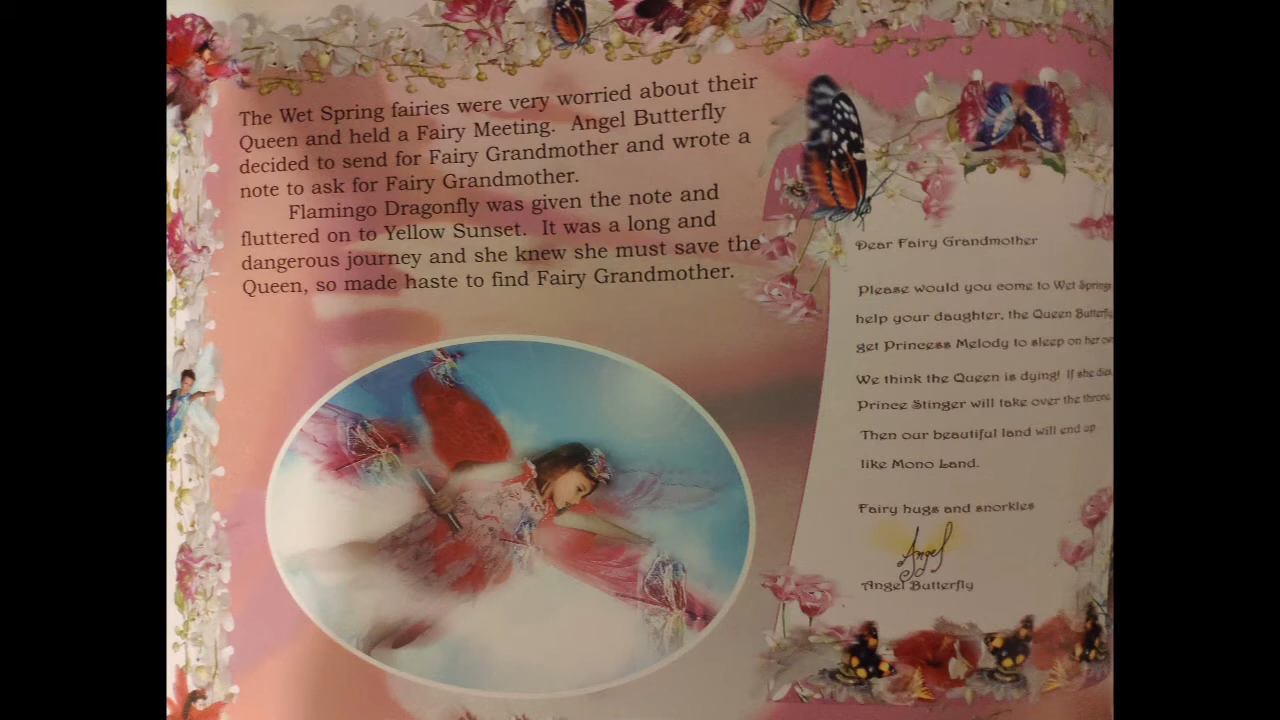 The Wet Spring fairies were very worried about their
Queen and held a Fairy Meeting. Angel Butterfly
decided to send for Fairy Grandmother and wrote a
note to ask for Fairy Grandmother.
Flamingo Dragonfly was given the note and
fluttered on to Yellow Sunset. It was a long and
dangerous journey and she knew she must save the
Queen, so made haste to find Fairy Grandmother.
Dear Fairy Grandmother
Please would you come to Wet Springs
help your daughter, the Queen Butterfly
get Princess Melody to sleep on her own
We think the Queen is dying! If she dies
Prince Stinger will take over the throne
Then our beautiful land will end up
like Mono Land.
Fairy hugs and snorkles
Angel
Angel Butterfly